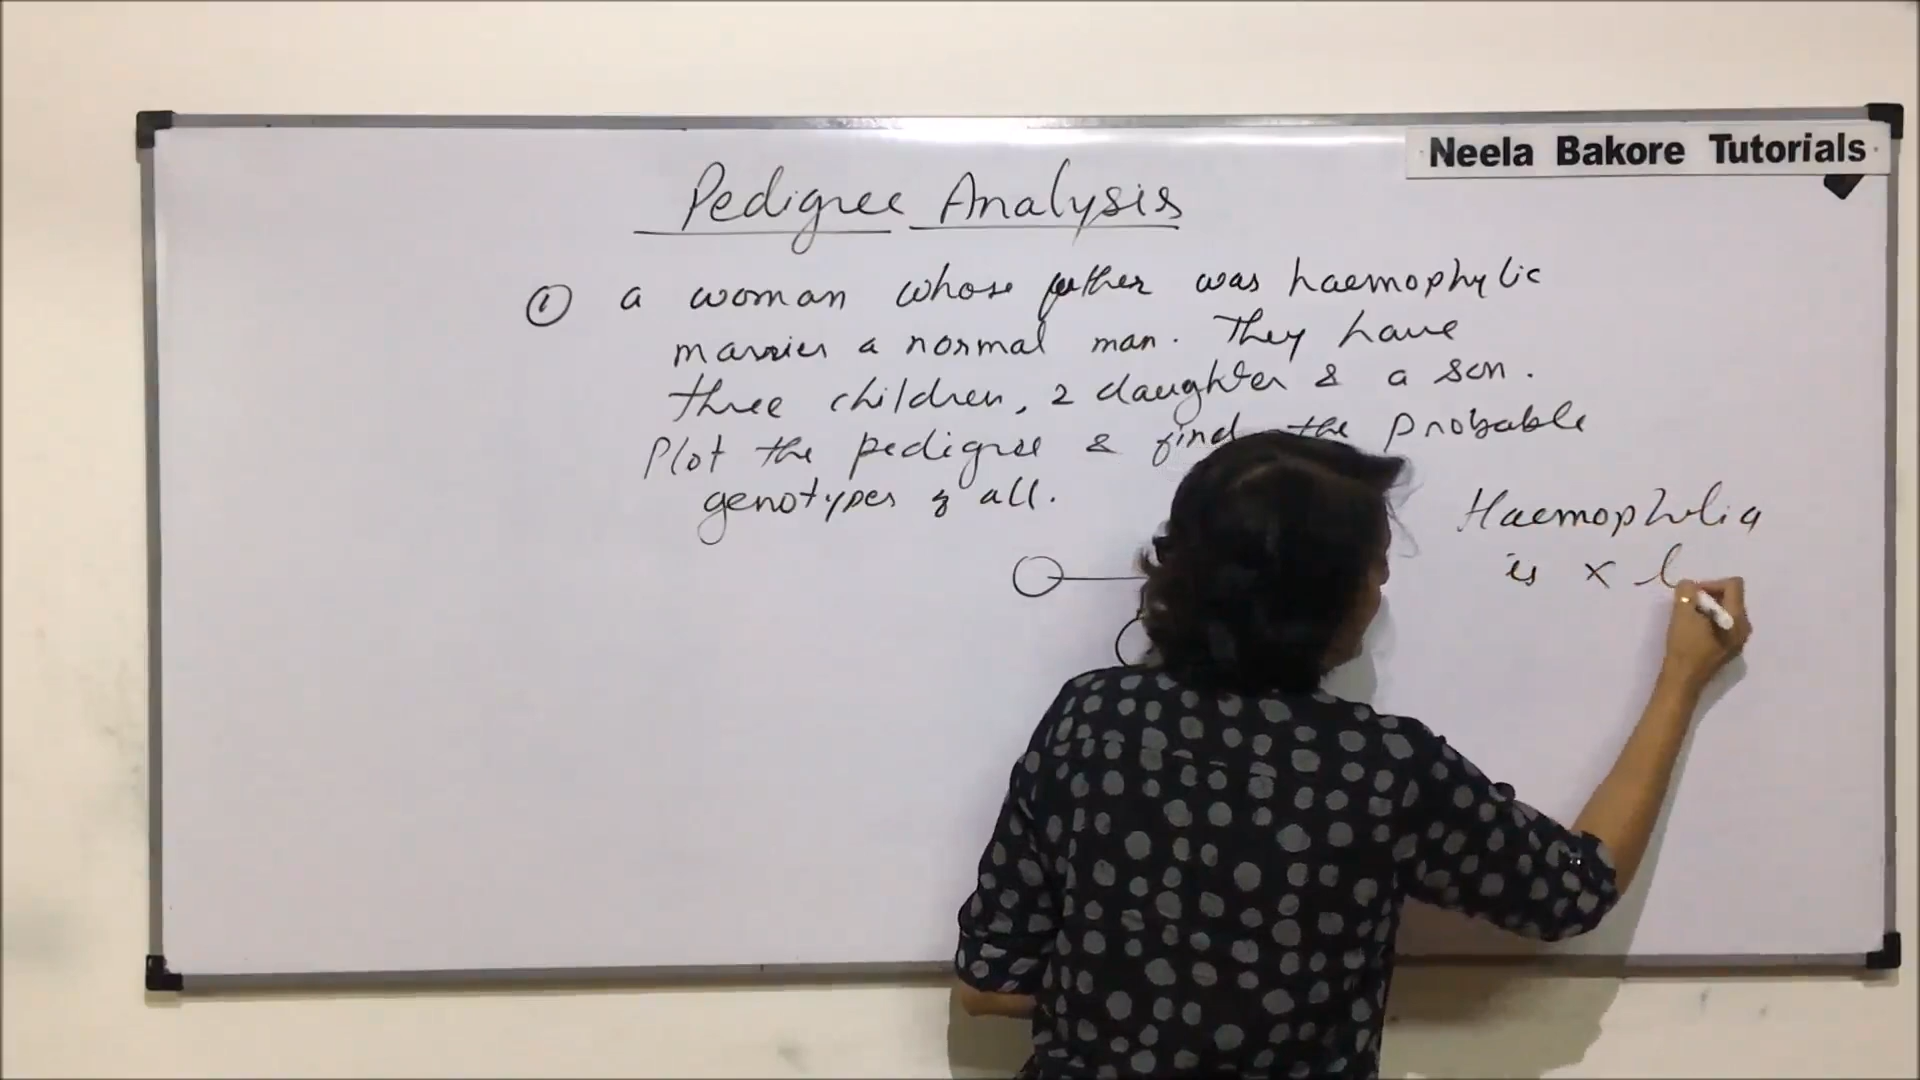 Neela Bakore Tutorials
Pedigree Analysis
① a woman whose father was haemophylic
marries a normal man. They have
three children, 2 daughter & a son.
Plot the pedigree & find the probable
genotypes of all.
Haemophylia
is X l